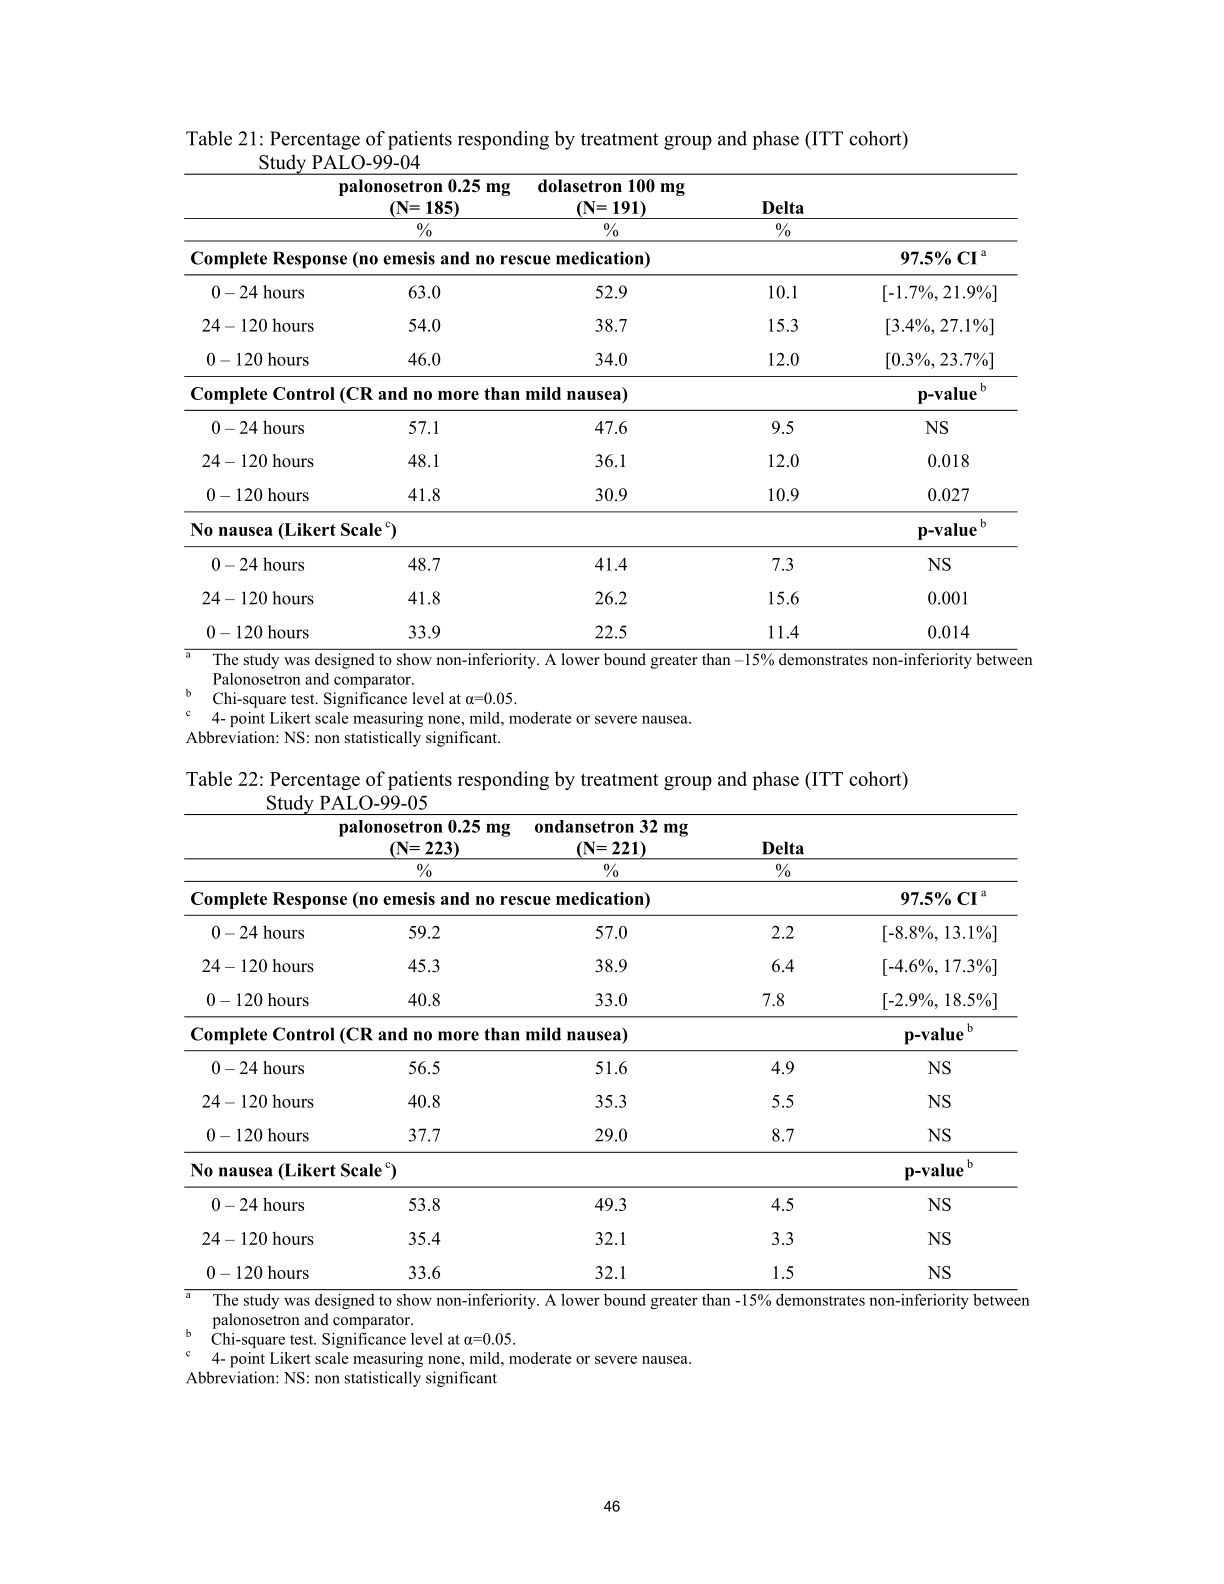 Table 21: Percentage of patients responding by treatment group and phase (ITT cohort)
Study PALO-99-04
palonosetron 0.25 mg dolasetron 100 mg
(N= 185) (N= 191) Delta
% % %
Complete Response (no emesis and no rescue medication) 97.5% CI a
0 – 24 hours 63.0 52.9 10.1 [-1.7%, 21.9%]
24 – 120 hours 54.0 38.7 15.3 [3.4%, 27.1%]
0 – 120 hours 46.0 34.0 12.0 [0.3%, 23.7%]
Complete Control (CR and no more than mild nausea) p-value b
0 – 24 hours 57.1 47.6 9.5 NS
24 – 120 hours 48.1 36.1 12.0 0.018
0 – 120 hours 41.8 30.9 10.9 0.027
No nausea (Likert Scale c) p-value b
0 – 24 hours 48.7 41.4 7.3 NS
24 – 120 hours 41.8 26.2 15.6 0.001
0 – 120 hours 33.9 22.5 11.4 0.014
a The study was designed to show non-inferiority. A lower bound greater than –15% demonstrates non-inferiority between
Palonosetron and comparator.
b Chi-square test. Significance level at α=0.05.
c 4- point Likert scale measuring none, mild, moderate or severe nausea.
Abbreviation: NS: non statistically significant.
Table 22: Percentage of patients responding by treatment group and phase (ITT cohort)
Study PALO-99-05
palonosetron 0.25 mg ondansetron 32 mg
(N= 223) (N= 221) Delta
% % %
Complete Response (no emesis and no rescue medication) 97.5% CI a
0 – 24 hours 59.2 57.0 2.2 [-8.8%, 13.1%]
24 – 120 hours 45.3 38.9 6.4 [-4.6%, 17.3%]
0 – 120 hours 40.8 33.0 7.8 [-2.9%, 18.5%]
Complete Control (CR and no more than mild nausea) p-value b
0 – 24 hours 56.5 51.6 4.9 NS
24 – 120 hours 40.8 35.3 5.5 NS
0 – 120 hours 37.7 29.0 8.7 NS
No nausea (Likert Scale c) p-value b
0 – 24 hours 53.8 49.3 4.5 NS
24 – 120 hours 35.4 32.1 3.3 NS
0 – 120 hours 33.6 32.1 1.5 NS
a The study was designed to show non-inferiority. A lower bound greater than -15% demonstrates non-inferiority between
palonosetron and comparator.
b Chi-square test. Significance level at α=0.05.
c 4- point Likert scale measuring none, mild, moderate or severe nausea.
Abbreviation: NS: non statistically significant
46